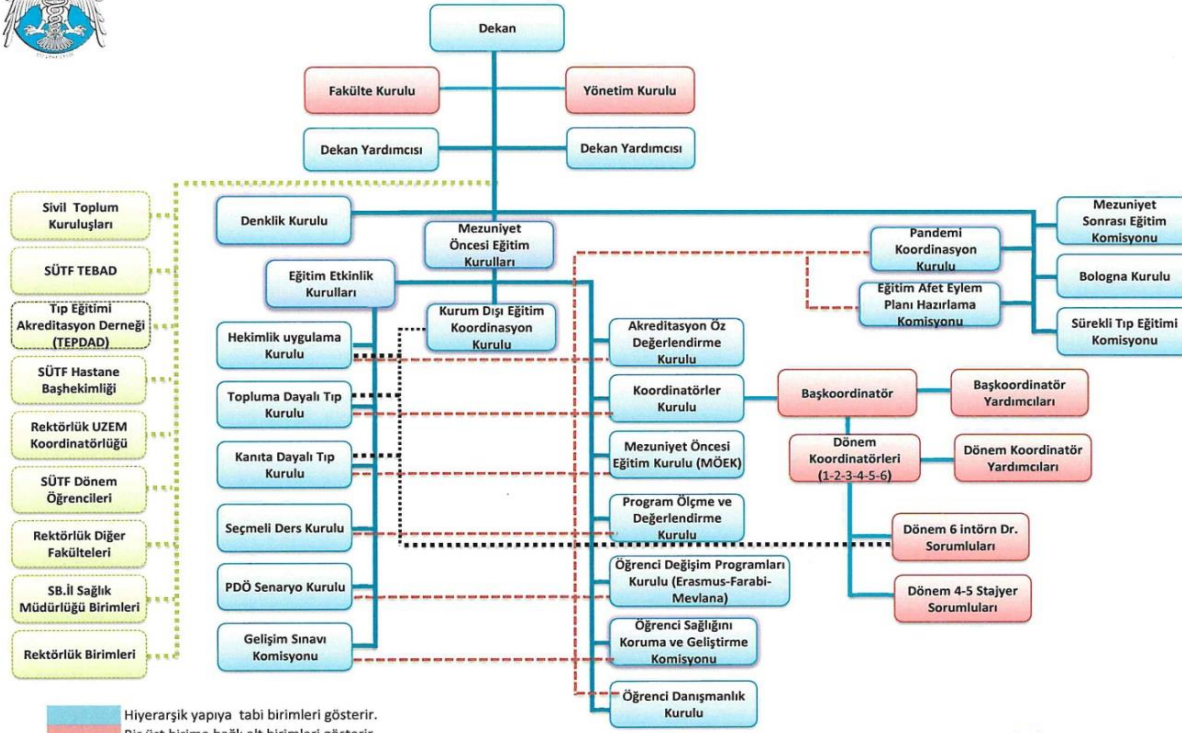 Dekan
Fakülte Kurulu
Yönetim Kurulu
Dekan Yardımcısı
Dekan Yardımcısı
Sivil Toplum
Kuruluşları
SÜTF TEBAD
Tıp Eğitimi
Akreditasyon Derneği
(TEPDAD)
SÜTF Hastane
Başhekimliği
Rektörlük UZEM
Koordinatörlüğü
SÜTF Dönem
Öğrencileri
Rektörlük Diğer
Fakülteleri
SB.İl Sağlık
Müdürlüğü Birimleri
Rektörlük Birimleri
Denklik Kurulu
Mezuniyet
Öncesi Eğitim
Kurulları
Eğitim Etkinlik
Kurulları
Kurum Dışı Eğitim
Koordinasyon
Kurulu
Hekimlik uygulama
Kurulu
Topluma Dayalı Tıp
Kurulu
Kanıta Dayalı Tıp
Kurulu
Seçmeli Ders Kurulu
PDÖ Senaryo Kurulu
Gelişim Sınavı
Komisyonu
Akreditasyon Öz
Değerlendirme
Kurulu
Koordinatörler
Kurulu
Mezuniyet Öncesi
Eğitim Kurulu (MÖEK)
Program Ölçme ve
Değerlendirme
Kurulu
Öğrenci Değişim Programları
Kurulu (Erasmus-Farabi-
Mevlana)
Öğrenci Sağlığını
Koruma ve Geliştirme
Komisyonu
Öğrenci Danışmanlık
Kurulu
Pandemi
Koordinasyon
Kurulu
Eğitim Afet Eylem
Planı Hazırlama
Komisyonu
Mezuniyet
Sonrası Eğitim
Komisyonu
Bologna Kurulu
Sürekli Tıp Eğitimi
Komisyonu
Başkoordinatör
Başkoordinatör
Yardımcıları
Dönem
Koordinatörleri
(1-2-3-4-5-6)
Dönem Koordinatör
Yardımcıları
Dönem 6 intörn Dr.
Sorumluları
Dönem 4-5 Stajyer
Sorumluları
Hiyerarşik yapıya tabi birimleri gösterir.